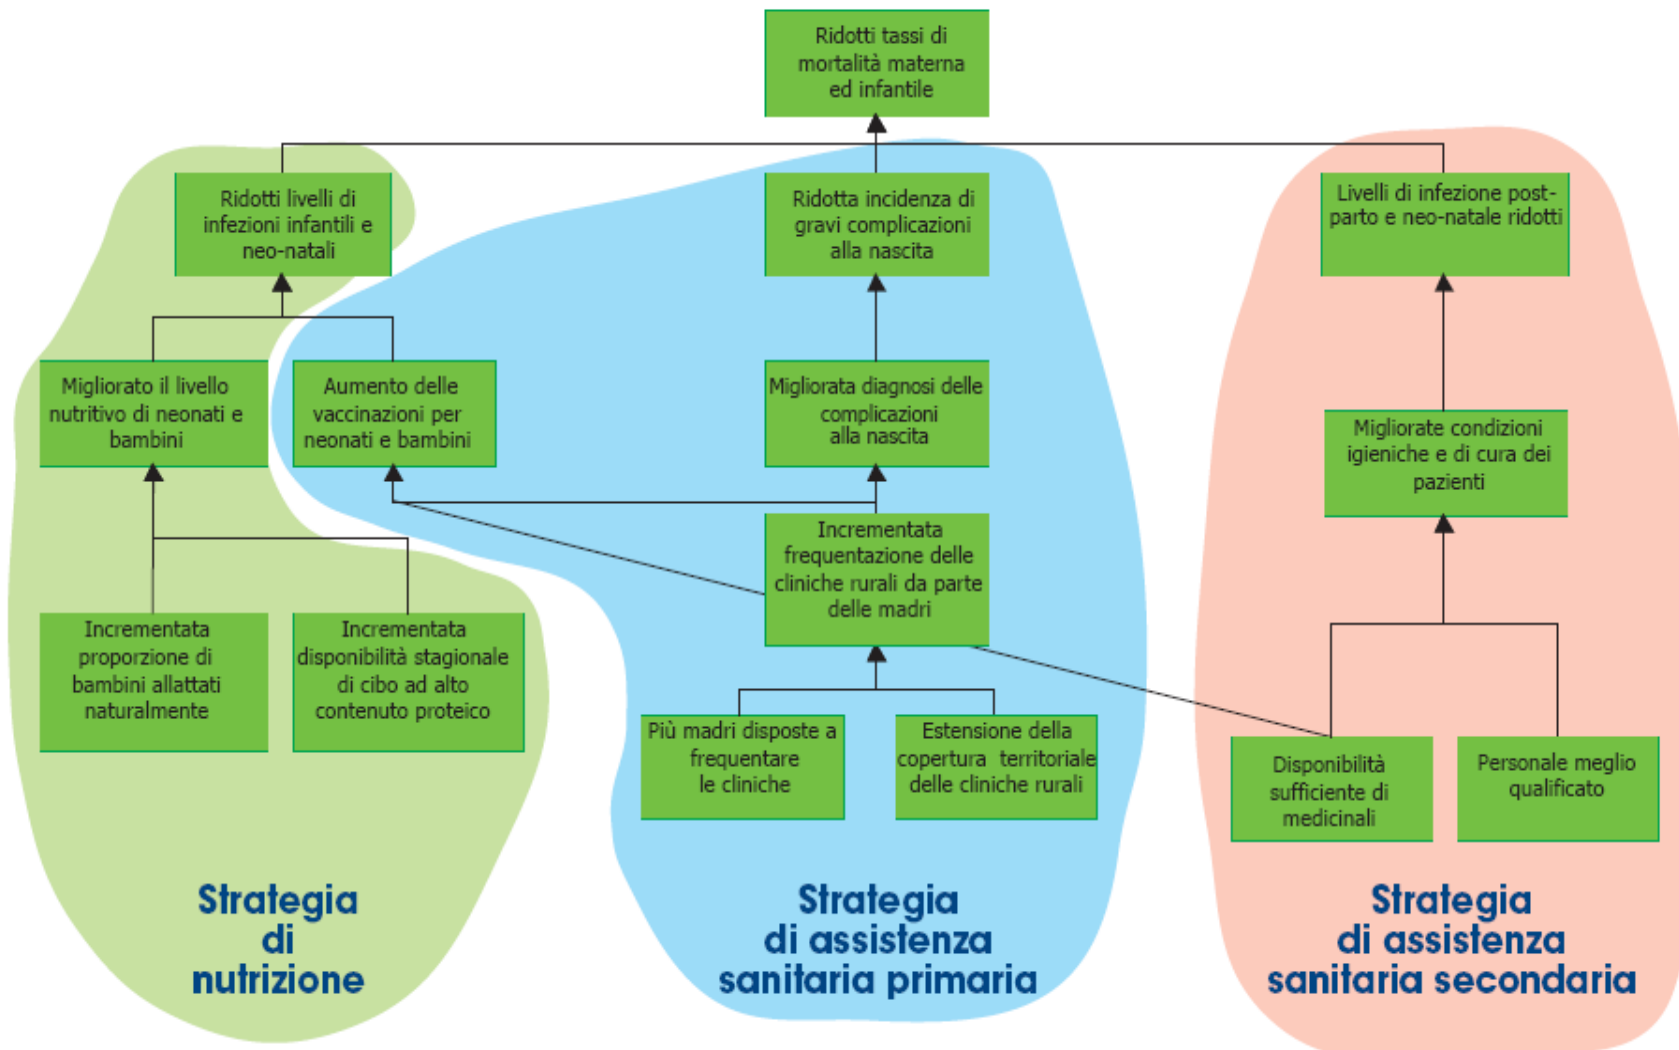 Ridotti tassi di
mortalità materna
ed infantile
Ridotti livelli di
infezioni infantili e
neo-natali
Ridotta incidenza di
gravi complicazioni
alla nascita
Livelli di infezione post-
parto e neo-natale ridotti
Migliorato il livello
nutritivo di neonati e
bambini
Aumento delle
vaccinazioni per
neonati e bambini
Migliorata diagnosi delle
complicazioni
alla nascita
Migliorate condizioni
igieniche e di cura dei
pazienti
Incrementata
frequentazione delle
cliniche rurali da parte
delle madri
Incrementata
proporzione di
bambini allattati
naturalmente
Incrementata
disponibilità stagionale
di cibo ad alto
contenuto proteico
Più madri disposte a
frequentare
le cliniche
Estensione della
copertura territoriale
delle cliniche rurali
Disponibilità
sufficiente di
medicinali
Personale meglio
qualificato
Strategia
di
nutrizione
Strategia
di assistenza
sanitaria primaria
Strategia
di assistenza
sanitaria secondaria